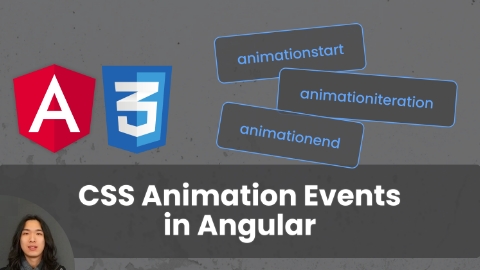 animationstart
animationiteration
animationend
CSS Animation Events
in Angular